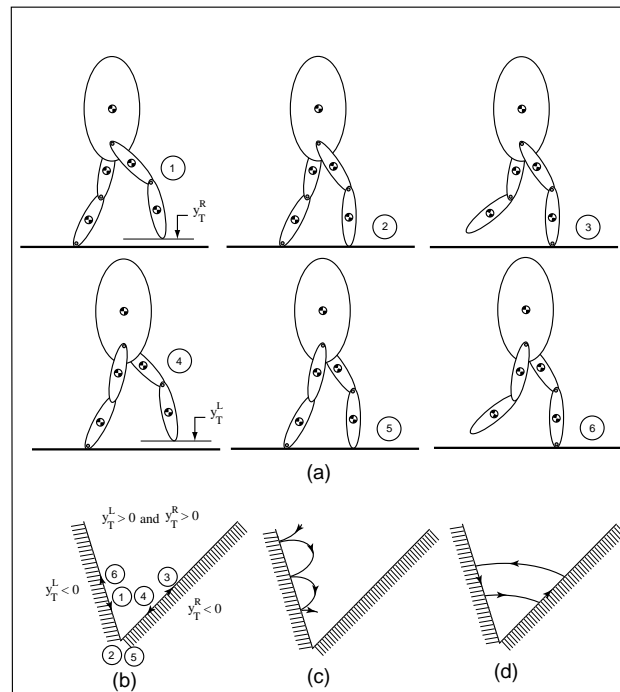 1
y_T^R
2
3
4
y_T^L
5
6
(a)
y_T^L > 0 and y_T^R > 0
y_T^L < 0
6
1
4
3
y_T^R < 0
2
5
(b)
(c)
(d)